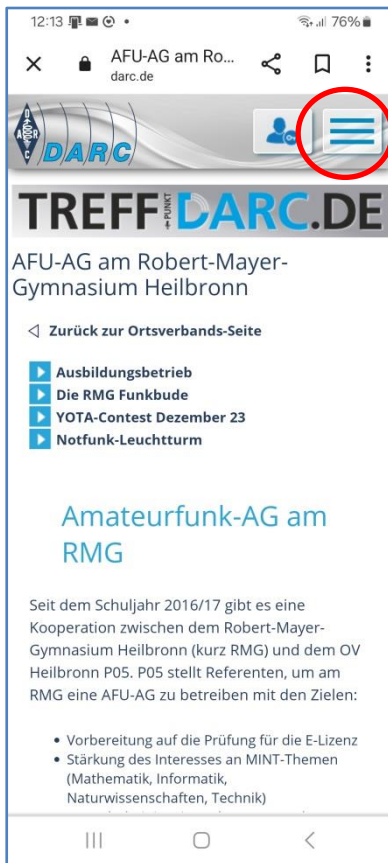 12:13 76%
AFU-AG am Ro...
darc.de
DARC
DARC
TREFF PUNKT DARC.DE
AFU-AG am Robert-Mayer-
Gymnasium Heilbronn
Zurück zur Ortsverbands-Seite
Ausbildungsbetrieb
Die RMG Funkbude
YOTA-Contest Dezember 23
Notfunk-Leuchtturm
Amateurfunk-AG am
RMG
Seit dem Schuljahr 2016/17 gibt es eine
Kooperation zwischen dem Robert-Mayer-
Gymnasium Heilbronn (kurz RMG) und dem OV
Heilbronn P05. P05 stellt Referenten, um am
RMG eine AFU-AG zu betreiben mit den Zielen:
• Vorbereitung auf die Prüfung für die E-Lizenz
• Stärkung des Interesses an MINT-Themen
(Mathematik, Informatik,
Naturwissenschaften, Technik)